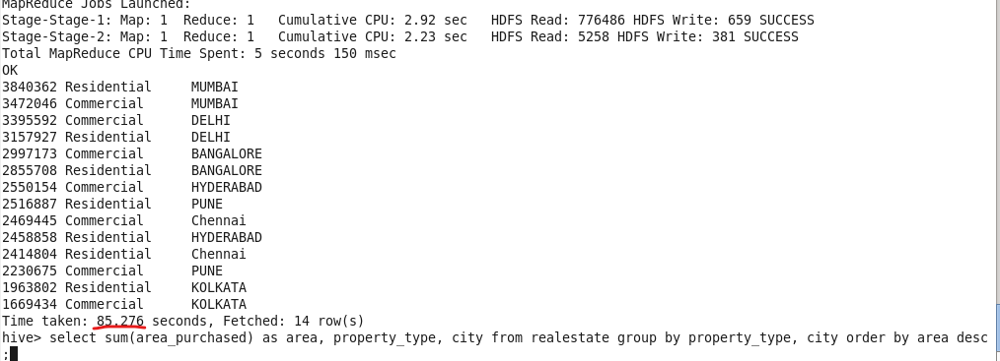 MapReduce Jobs Launched:
Stage-Stage-1: Map: 1  Reduce: 1   Cumulative CPU: 2.92 sec   HDFS Read: 776486 HDFS Write: 659 SUCCESS
Stage-Stage-2: Map: 1  Reduce: 1   Cumulative CPU: 2.23 sec   HDFS Read: 5258 HDFS Write: 381 SUCCESS
Total MapReduce CPU Time Spent: 5 seconds 150 msec
OK
3840362 Residential     MUMBAI
3472046 Commercial      MUMBAI
3395592 Commercial      DELHI
3157927 Residential     DELHI
2997173 Commercial      BANGALORE
2855708 Residential     BANGALORE
2550154 Commercial      HYDERABAD
2516887 Residential     PUNE
2469445 Commercial      Chennai
2458858 Residential     HYDERABAD
2414804 Residential     Chennai
2230675 Commercial      PUNE
1963802 Residential     KOLKATA
1669434 Commercial      KOLKATA
Time taken: 85.276 seconds, Fetched: 14 row(s)
hive> select sum(area_purchased) as area, property_type, city from realestate group by property_type, city order by area desc
;